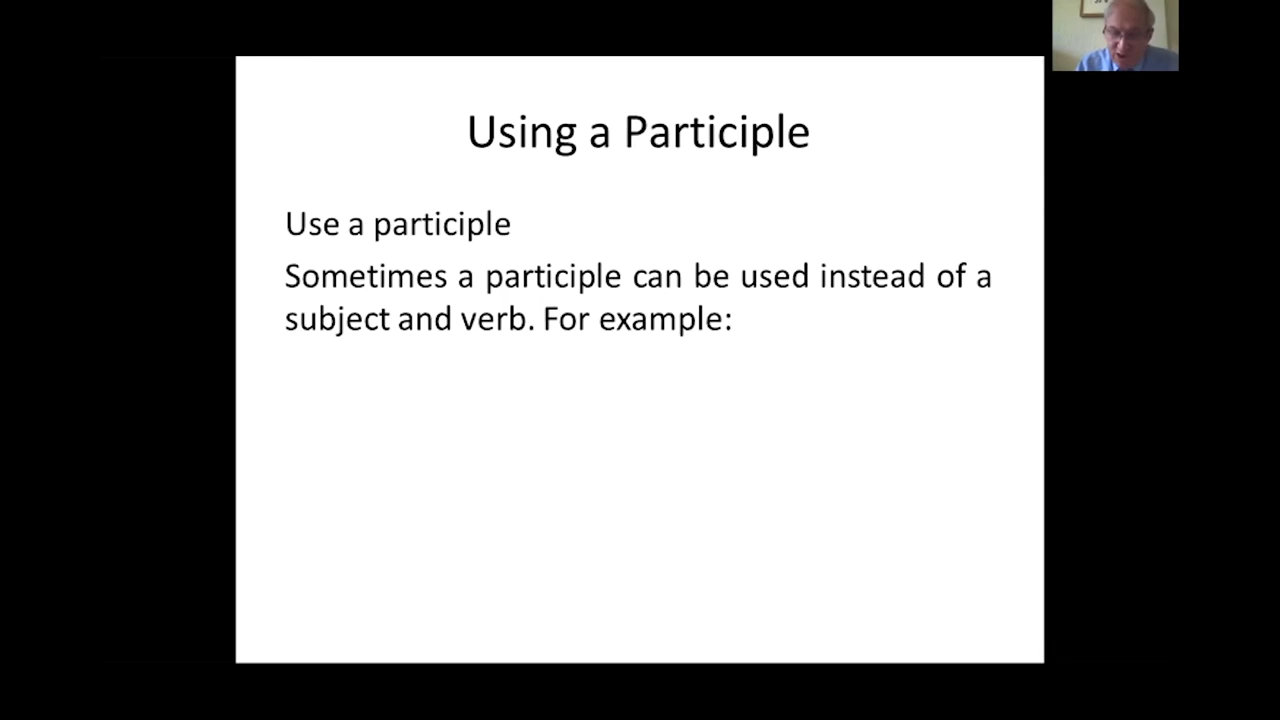 Using a Participle
Use a participle
Sometimes a participle can be used instead of a
subject and verb. For example: